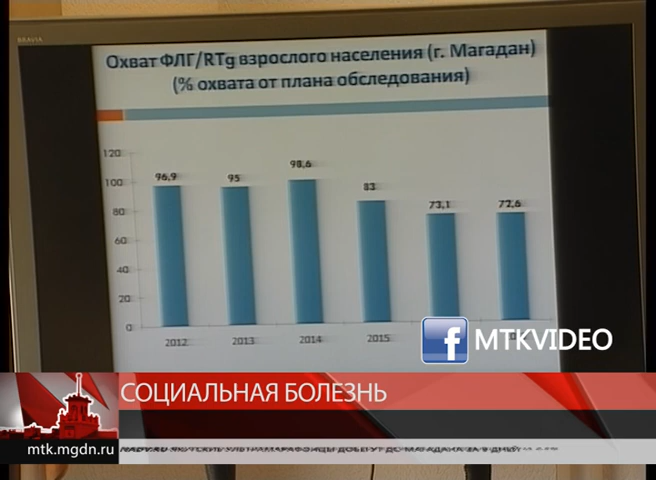 BRAVIA
Охват ФЛГ/RTg взрослого населения (г. Магадан)
(% охвата от плана обследования)
120
100
80
60
40
20
0
96,9
95
98,6
83
73,1
72,6
2012
2013
2014
2015
MTKVIDEO
СОЦИАЛЬНАЯ БОЛЕЗНЬ
mtk.mgdn.ru